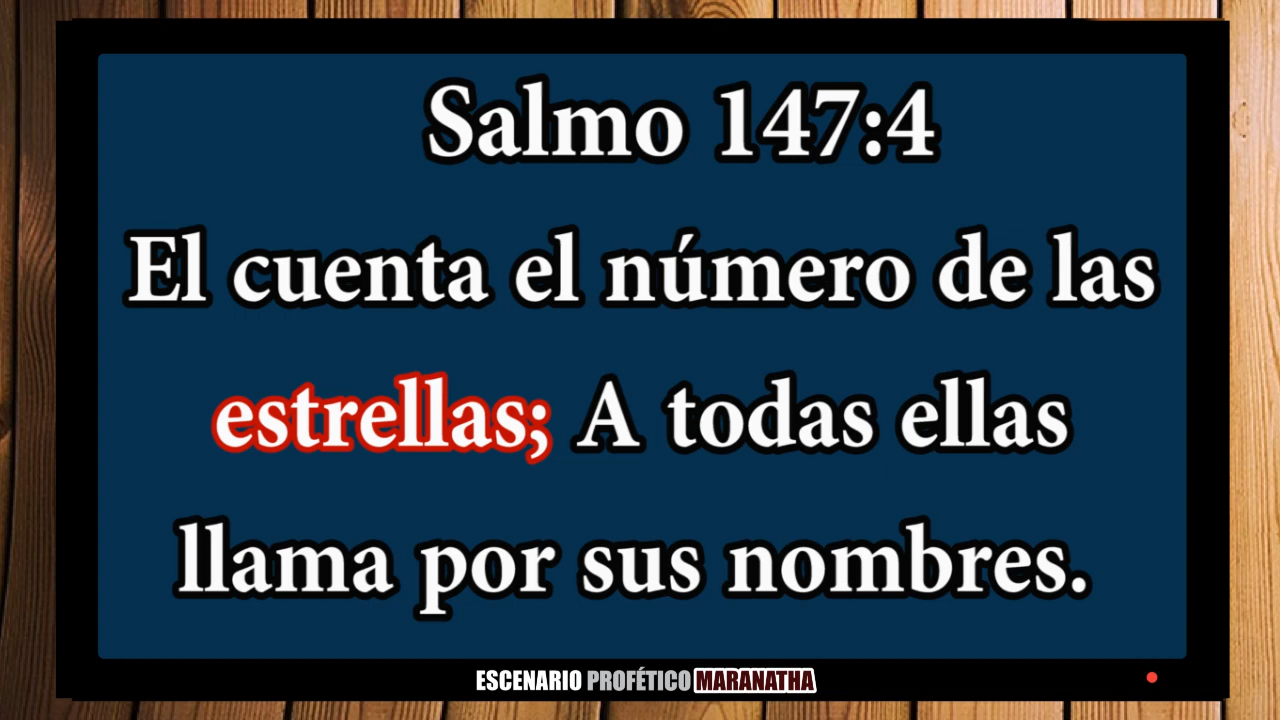 Salmo 147:4
El cuenta el número de las
estrellas; A todas ellas
llama por sus nombres.
ESCENARIO PROFÉTICO MARANATHA